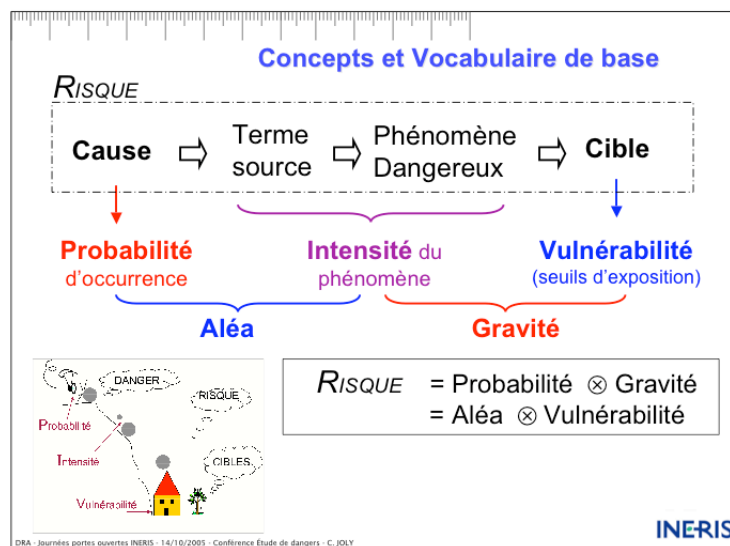 Concepts et Vocabulaire de base
RISQUE
Cause
Terme
source
Phénomène
Dangereux
Cible
Probabilité
d'occurrence
Intensité du
phénomène
Vulnérabilité
(seuils d'exposition)
Aléa
Gravité
DANGER
RISQUE
Probabilité
Intensité
CIBLES
Vulnérabilité
RISQUE = Probabilité ⊗ Gravité
= Aléa ⊗ Vulnérabilité
DRA - Journées portes ouvertes INERIS - 14/10/2005 - Conférence Étude de dangers - C. JOLY
INERIS